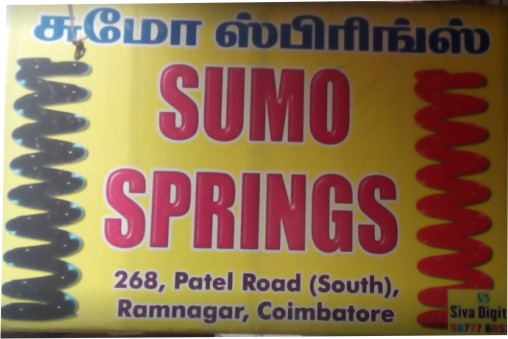 சுமோ ஸ்பிரிங்ஸ்
SUMO
SPRINGS
268, Patel Road (South),
Ramnagar, Coimbatore
Siva Digit